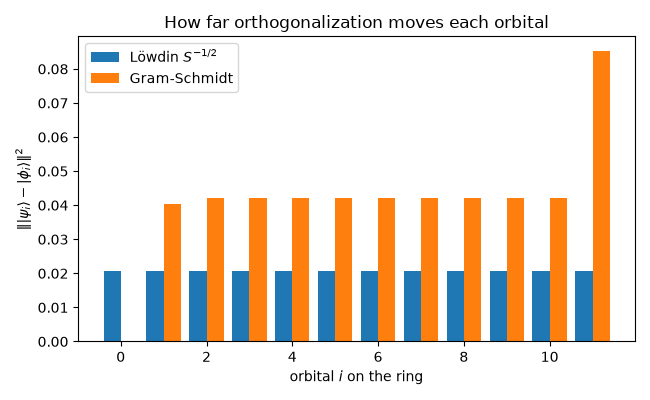 How far orthogonalization moves each orbital
Löwdin $S^{-1/2}$
Gram-Schmidt
0.08
0.07
0.06
0.05
0.04
0.03
0.02
0.01
0.00
‖|ψᵢ⟩ − |ϕᵢ⟩‖²
0 2 4 6 8 10
orbital i on the ring